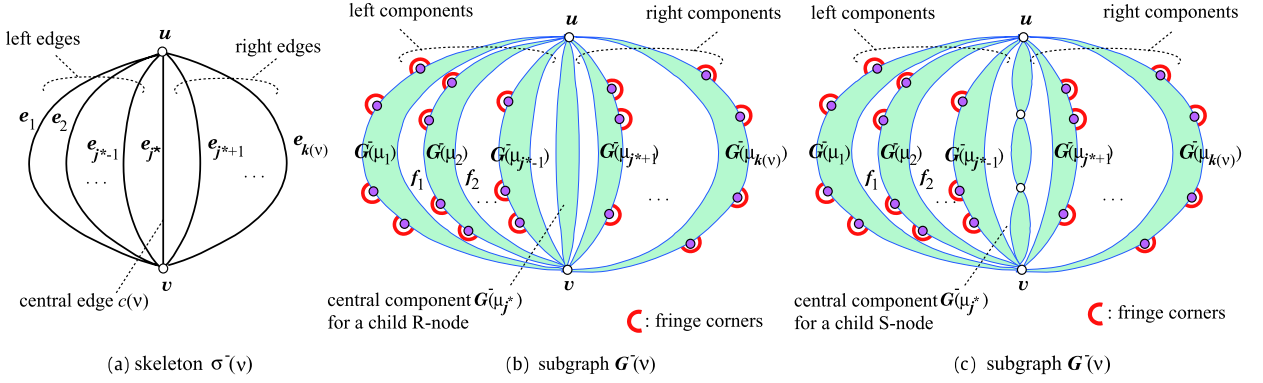 left edges
u
right edges
e1
e2
ej*-1
ej*
ej*+1
ek(ν)
. . .
. . .
central edge c(ν)
v
(a) skeleton σ⁻(ν)
left components
u
right components
G⁻(μ1)
G⁻(μ2)
G⁻(μj*-1)
G⁻(μj*+1)
G⁻(μk(ν))
f1
f2
. . .
. . .
v
central component G⁻(μj*)
for a child R-node
: fringe corners
(b) subgraph G⁻(ν)
left components
u
right components
G⁻(μ1)
G⁻(μ2)
G⁻(μj*-1)
G⁻(μj*+1)
G⁻(μk(ν))
f1
f2
. . .
. . .
v
central component G⁻(μj*)
for a child S-node
: fringe corners
(c) subgraph G⁻(ν)